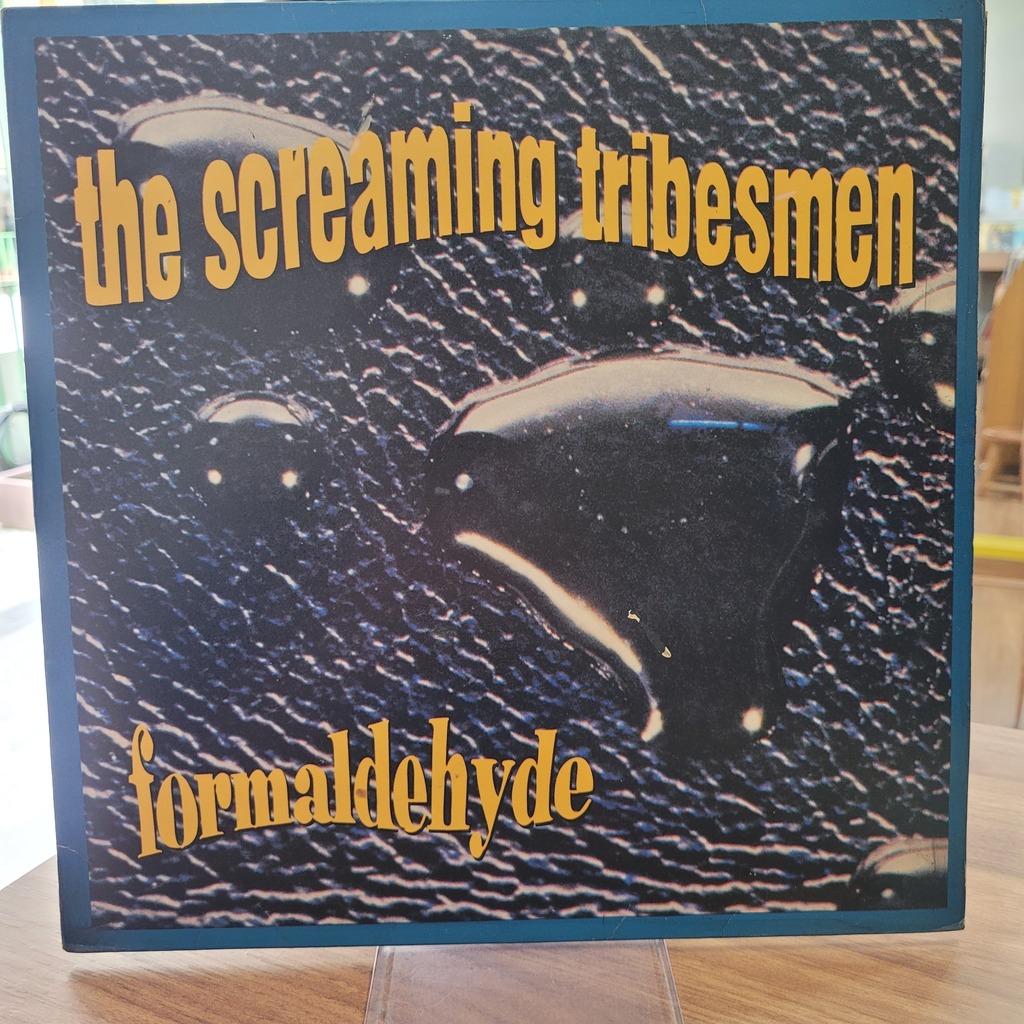 the screaming tribesmen
formaldehyde